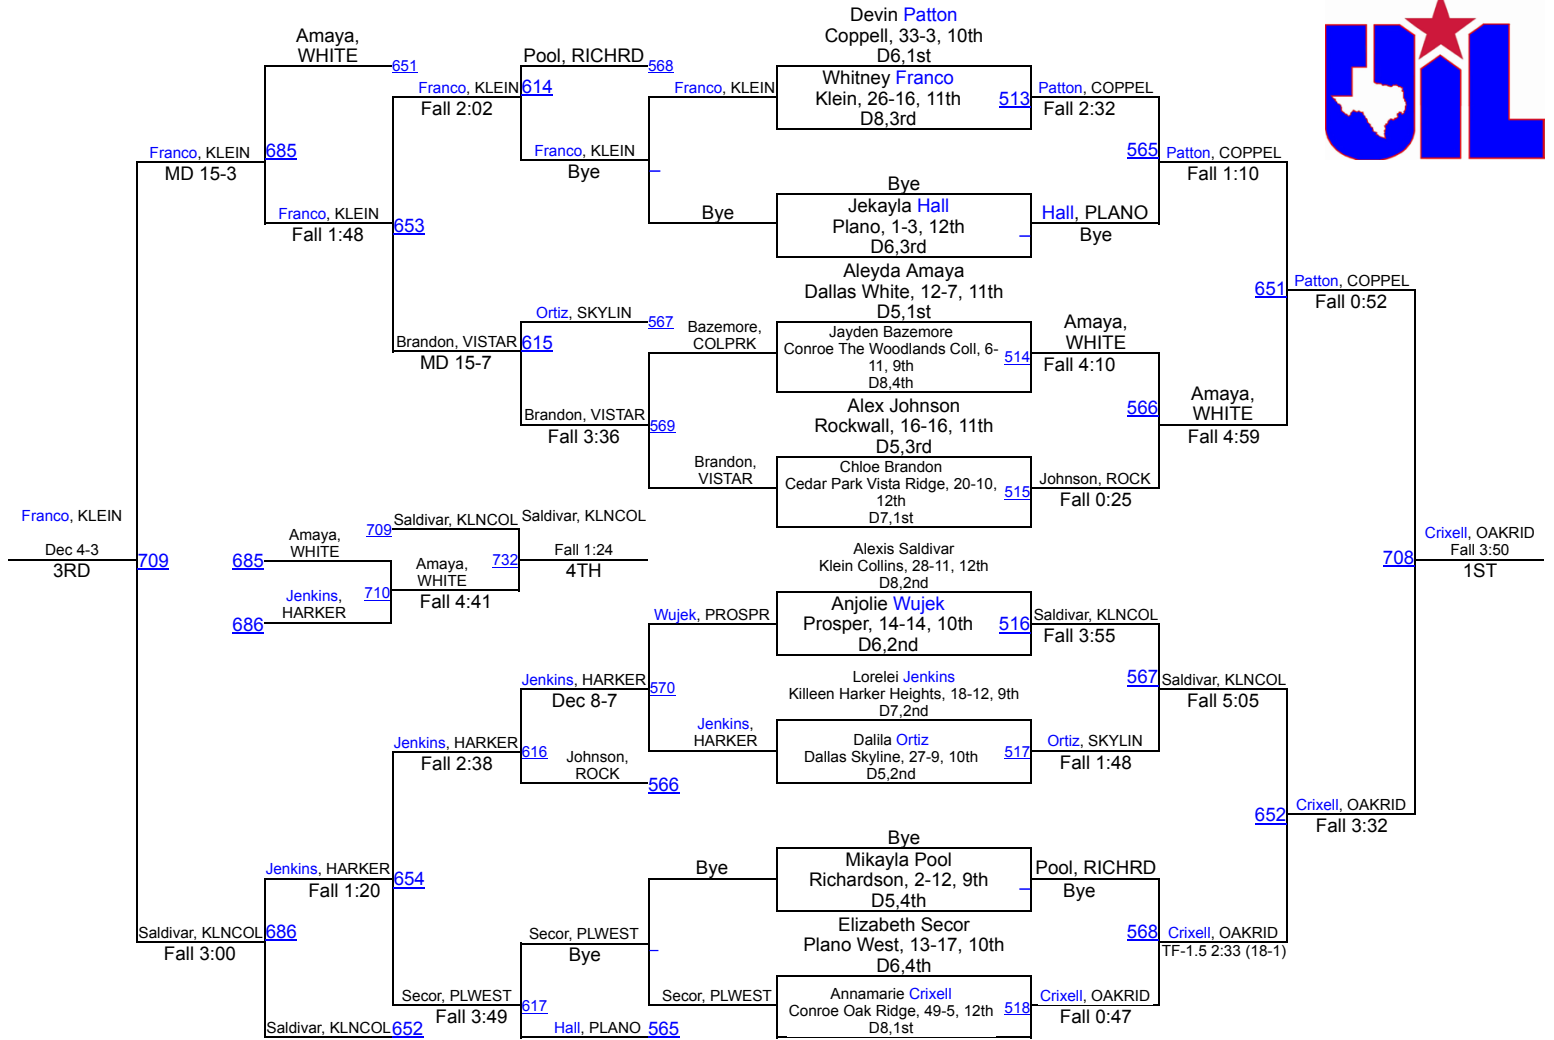 Devin Patton
Coppell, 33-3, 10th
D6,1st
Whitney Franco
Klein, 26-16, 11th
D8,3rd
513
Bye
Jekayla Hall
Plano, 1-3, 12th
D6,3rd
Aleyda Amaya
Dallas White, 12-7, 11th
D5,1st
Jayden Bazemore
Conroe The Woodlands Coll, 6-
11, 9th
D8,4th
514
Alex Johnson
Rockwall, 16-16, 11th
D5,3rd
Chloe Brandon
Cedar Park Vista Ridge, 20-10,
12th
D7,1st
515
Alexis Saldivar
Klein Collins, 28-11, 12th
D8,2nd
Anjolie Wujek
Prosper, 14-14, 10th
D6,2nd
516
Lorelei Jenkins
Killeen Harker Heights, 18-12, 9th
D7,2nd
Dalila Ortiz
Dallas Skyline, 27-9, 10th
D5,2nd
517
Bye
Mikayla Pool
Richardson, 2-12, 9th
D5,4th
Elizabeth Secor
Plano West, 13-17, 10th
D6,4th
Annamarie Crixell
Conroe Oak Ridge, 49-5, 12th
D8,1st
518
Patton, COPPEL
Fall 2:32
Hall, PLANO
Bye
Amaya,
WHITE
Fall 4:10
Johnson, ROCK
Fall 0:25
Saldivar, KLNCOL
Fall 3:55
Ortiz, SKYLIN
Fall 1:48
Pool, RICHRD
Bye
Crixell, OAKRID
Fall 0:47
565
Patton, COPPEL
Fall 1:10
566
Amaya,
WHITE
Fall 4:59
567
Saldivar, KLNCOL
Fall 5:05
568
Crixell, OAKRID
TF-1.5 2:33 (18-1)
651
Patton, COPPEL
Fall 0:52
652
Crixell, OAKRID
Fall 3:32
708
Crixell, OAKRID
Fall 3:50
1ST
UIL
Franco, KLEIN
Bye
Bazemore,
COLPRK
Brandon,
VISTAR
Wujek, PROSPR
Jenkins,
HARKER
Bye
Secor, PLWEST
Pool, RICHRD
568
Franco, KLEIN
Bye
Ortiz, SKYLIN
567
Brandon, VISTAR
Fall 3:36
569
Jenkins, HARKER
Dec 8-7
570
Johnson,
ROCK
566
Secor, PLWEST
Bye
Hall, PLANO
565
Franco, KLEIN
Fall 2:02
614
Brandon, VISTAR
MD 15-7
615
Jenkins, HARKER
Fall 2:38
616
Secor, PLWEST
Fall 3:49
617
Amaya,
WHITE
651
Franco, KLEIN
Fall 1:48
653
Jenkins, HARKER
Fall 1:20
654
Saldivar, KLNCOL
652
Franco, KLEIN
MD 15-3
685
Saldivar, KLNCOL
Fall 3:00
686
Franco, KLEIN
Dec 4-3
3RD
709
Amaya,
WHITE
685
Jenkins,
HARKER
686
709
Saldivar, KLNCOL
710
Amaya,
WHITE
Fall 4:41
732
Saldivar, KLNCOL
Fall 1:24
4TH